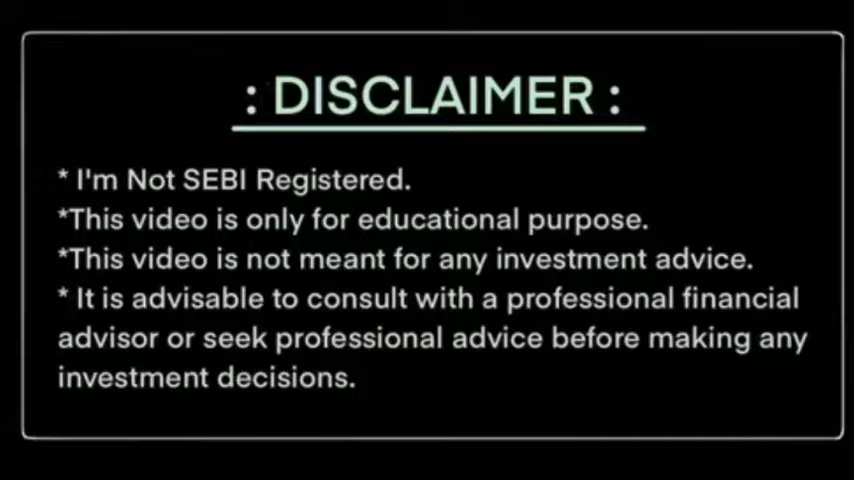 : DISCLAIMER :
* I'm Not SEBI Registered.
*This video is only for educational purpose.
*This video is not meant for any investment advice.
* It is advisable to consult with a professional financial
advisor or seek professional advice before making any
investment decisions.